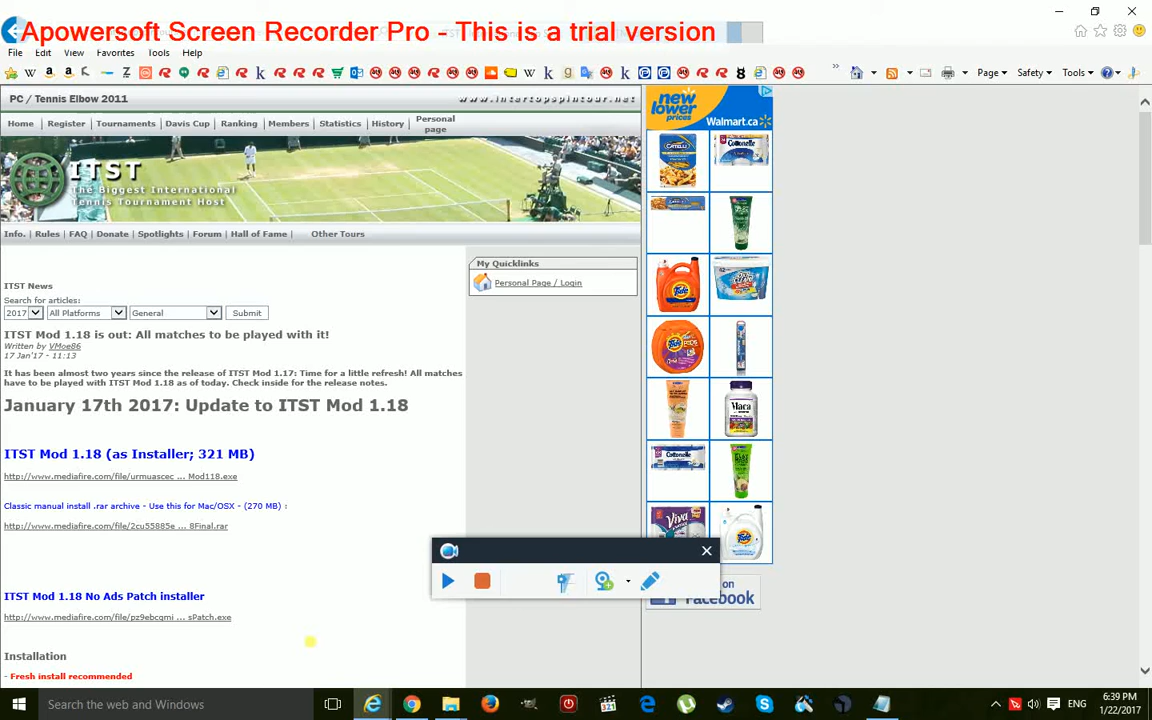 Apowersoft Screen Recorder Pro - This is a trial version
File Edit View Favorites Tools Help
Page Safety Tools
PC / Tennis Elbow 2011 www.intertopspintour.net
Home Register Tournaments Davis Cup Ranking Members Statistics History Personal page
ITST
The Biggest International
Tennis Tournament Host
Info. Rules FAQ Donate Spotlights Forum Hall of Fame Other Tours
My Quicklinks
Personal Page / Login
ITST News
Search for articles:
2017 All Platforms General Submit
ITST Mod 1.18 is out: All matches to be played with it!
Written by VMoe86
17 Jan'17 - 11:13
It has been almost two years since the release of ITST Mod 1.17: Time for a little refresh! All matches
have to be played with ITST Mod 1.18 as of today. Check inside for the release notes.
January 17th 2017: Update to ITST Mod 1.18
ITST Mod 1.18 (as Installer; 321 MB)
http://www.mediafire.com/file/urmuascec ... Mod118.exe
Classic manual install .rar archive - Use this for Mac/OSX - (270 MB) :
http://www.mediafire.com/file/2cu55885e ... 8Final.rar
ITST Mod 1.18 No Ads Patch installer
http://www.mediafire.com/file/pz9ebcqmi ... sPatch.exe
Installation
- Fresh install recommended
new
lower
prices
Walmart.ca
Catelli
Cottonelle
Tide
Maca
Cottonelle
Viva
Tide
on
Facebook
Search the web and Windows
ENG
6:39 PM
1/22/2017